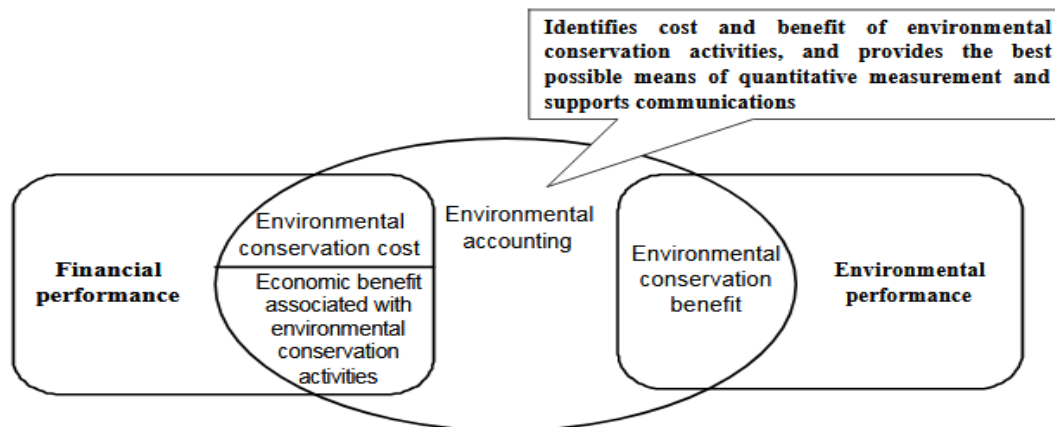 Identifies cost and benefit of environmental
conservation activities, and provides the best
possible means of quantitative measurement and
supports communications
Financial
performance
Environmental
conservation cost
Economic benefit
associated with
environmental
conservation
activities
Environmental
accounting
Environmental
conservation
benefit
Environmental
performance